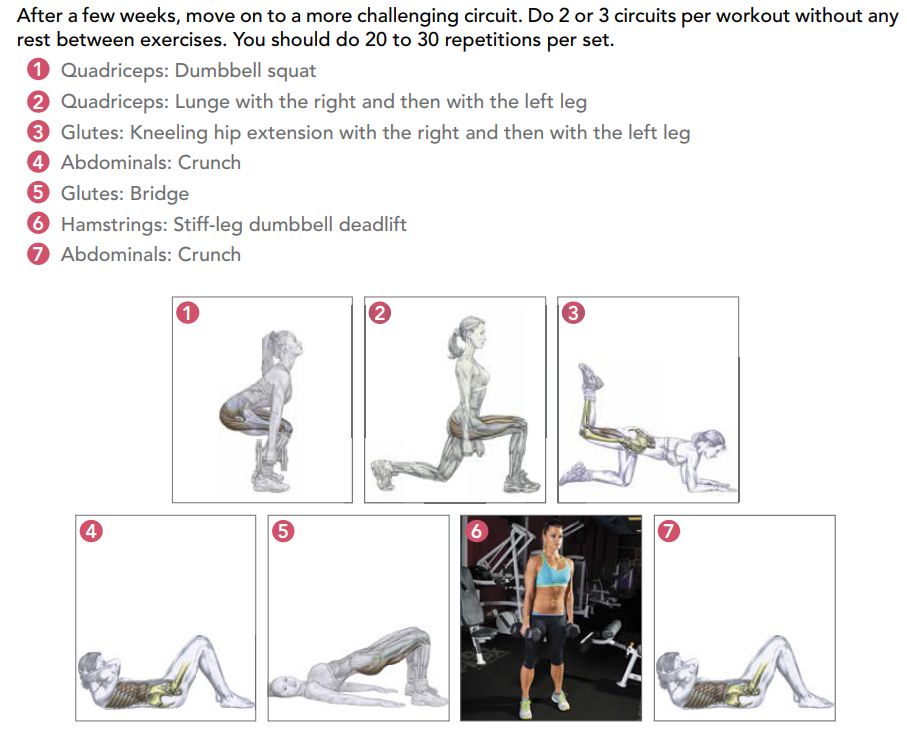 After a few weeks, move on to a more challenging circuit. Do 2 or 3 circuits per workout without any
rest between exercises. You should do 20 to 30 repetitions per set.
1 Quadriceps: Dumbbell squat
2 Quadriceps: Lunge with the right and then with the left leg
3 Glutes: Kneeling hip extension with the right and then with the left leg
4 Abdominals: Crunch
5 Glutes: Bridge
6 Hamstrings: Stiff-leg dumbbell deadlift
7 Abdominals: Crunch
1 2 3
4 5 6 7